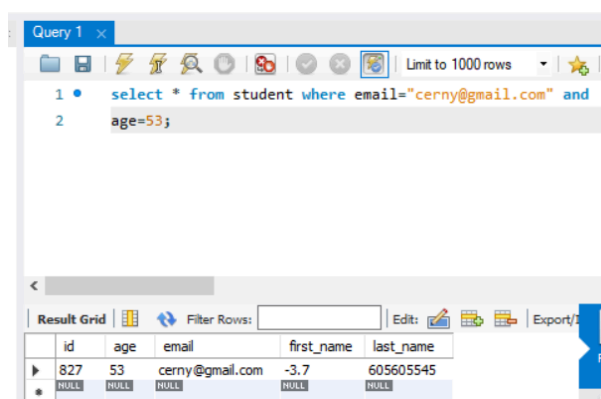 Query 1
Limit to 1000 rows
1 select * from student where email="cerny@gmail.com" and
2 age=53;
Result Grid Filter Rows: Edit: Export/I
id age email first_name last_name
827 53 cerny@gmail.com -3.7 605605545
NULL NULL NULL NULL NULL